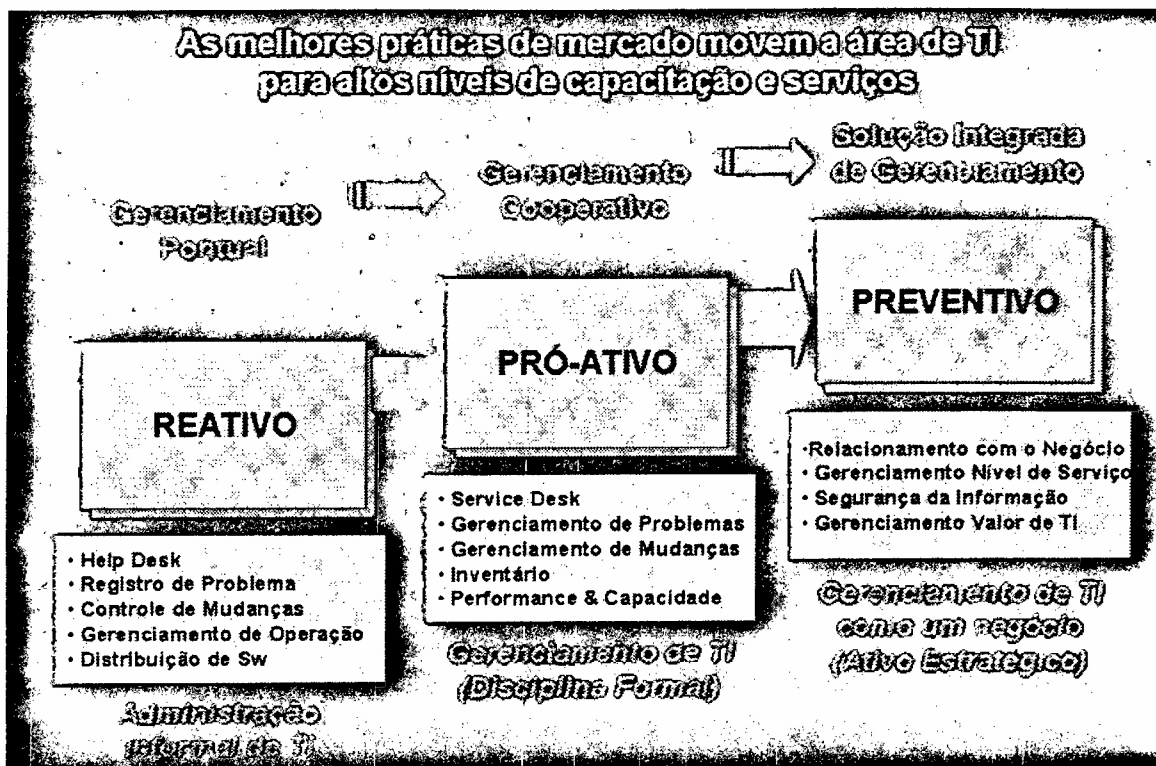 As melhores práticas de mercado movem a área de TI
para altos níveis de capacitação e serviços
Gerenciamento
Pontual
Gerenciamento
Cooperativo
Solução Integrada
de Gerenciamento
REATIVO
PRÓ-ATIVO
PREVENTIVO
• Help Desk
• Registro de Problema
• Controle de Mudanças
• Gerenciamento de Operação
• Distribuição de Sw
Administração
Informal de TI
• Service Desk
• Gerenciamento de Problemas
• Gerenciamento de Mudanças
• Inventário
• Performance & Capacidade
Gerenciamento de TI
(Disciplina Formal)
•Relacionamento com o Negócio
• Gerenciamento Nível de Serviço
• Segurança da Informação
• Gerenciamento Valor de TI
Gerenciamento de TI
como um negócio
(Ativo Estratégico)